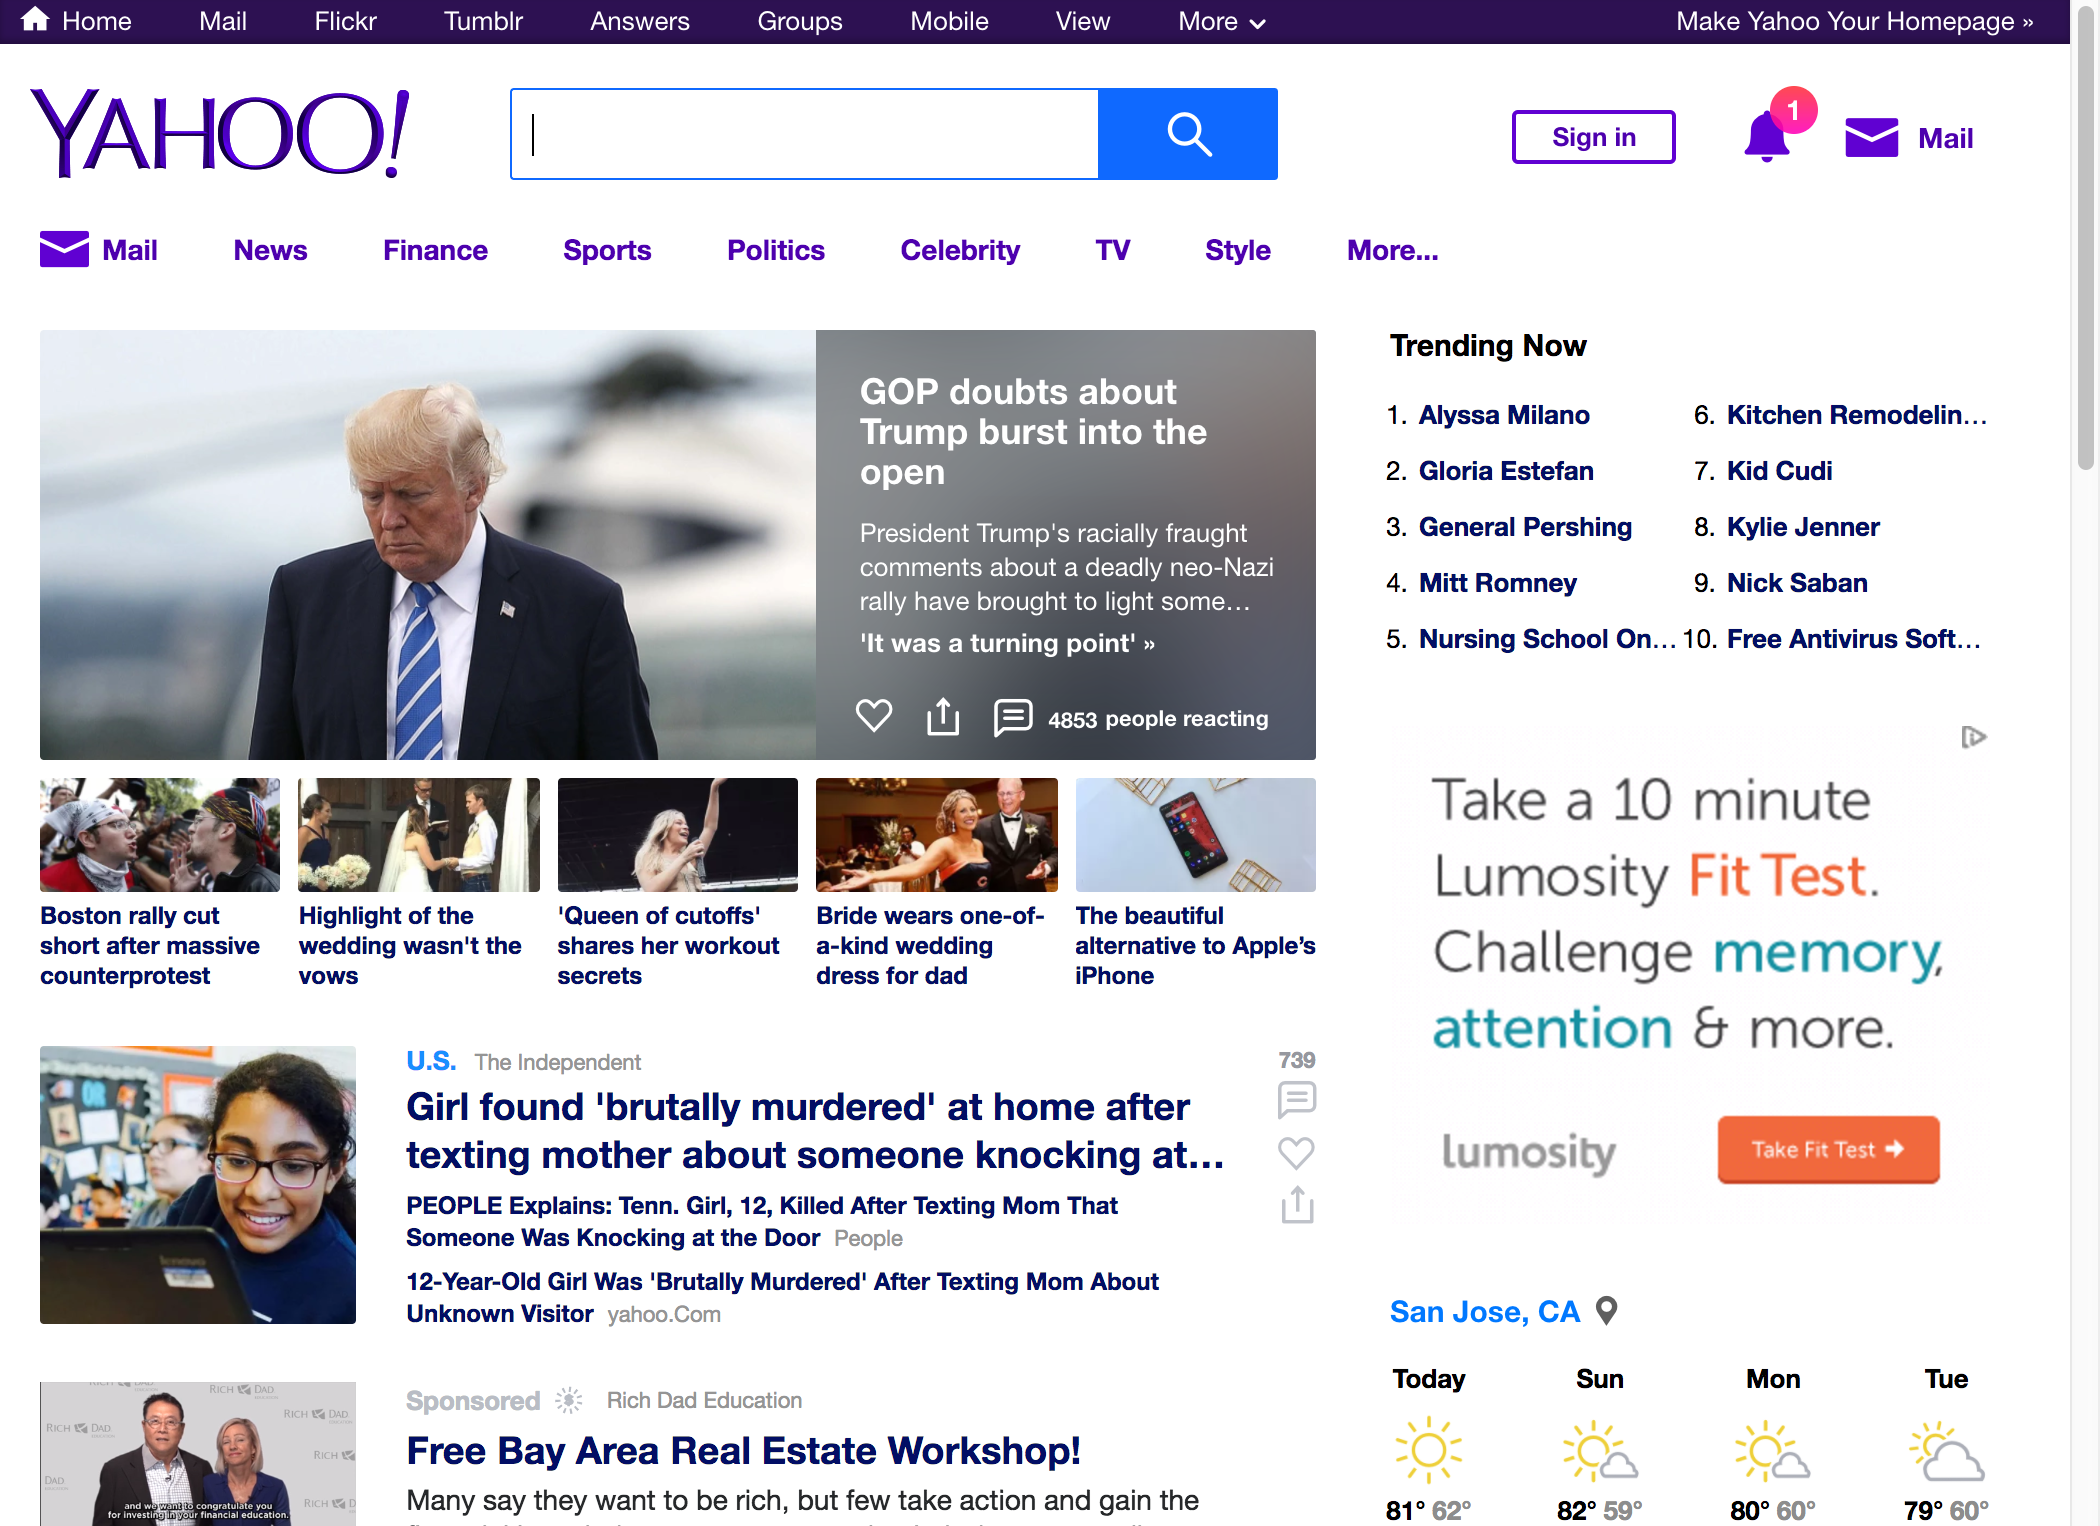 Home Mail Flickr Tumblr Answers Groups Mobile View More Make Yahoo Your Homepage »
YAHOO!
Sign in
1
Mail
Mail News Finance Sports Politics Celebrity TV Style More...
GOP doubts about
Trump burst into the
open
President Trump's racially fraught
comments about a deadly neo-Nazi
rally have brought to light some...
'It was a turning point' »
4853 people reacting
Boston rally cut
short after massive
counterprotest
Highlight of the
wedding wasn't the
vows
'Queen of cutoffs'
shares her workout
secrets
Bride wears one-of-
a-kind wedding
dress for dad
The beautiful
alternative to Apple's
iPhone
U.S. The Independent
739
Girl found 'brutally murdered' at home after
texting mother about someone knocking at...
PEOPLE Explains: Tenn. Girl, 12, Killed After Texting Mom That
Someone Was Knocking at the Door People
12-Year-Old Girl Was 'Brutally Murdered' After Texting Mom About
Unknown Visitor yahoo.Com
lenovo
Sponsored Rich Dad Education
Free Bay Area Real Estate Workshop!
Many say they want to be rich, but few take action and gain the
RICH DAD
RICH DAD
RICH DAD
RICH
DAD
RICH D
and we want to congratulate you
for investing in your financial education.
Trending Now
1. Alyssa Milano
2. Gloria Estefan
3. General Pershing
4. Mitt Romney
5. Nursing School On...
6. Kitchen Remodelin...
7. Kid Cudi
8. Kylie Jenner
9. Nick Saban
10. Free Antivirus Soft...
Take a 10 minute
Lumosity Fit Test.
Challenge memory,
attention & more.
lumosity
Take Fit Test
San Jose, CA
Today Sun Mon Tue
81° 62° 82° 59° 80° 60° 79° 60°